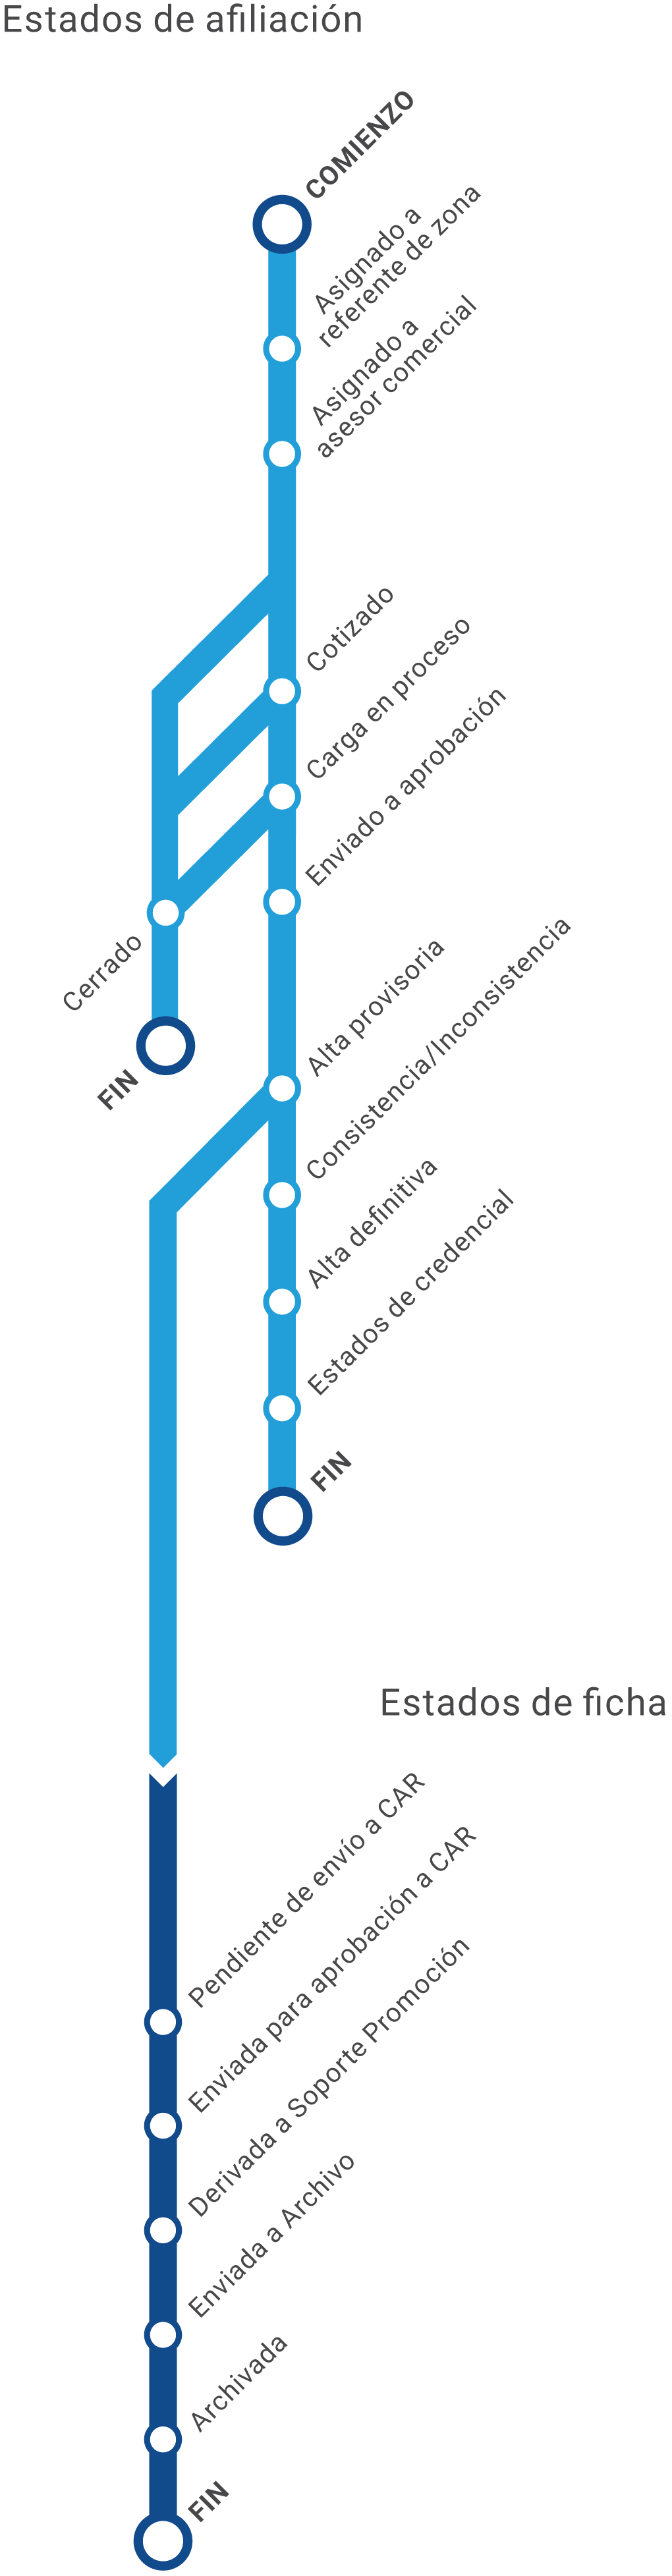 Estados de afiliación
COMIENZO
Asignado a
referente de zona
Asignado a
asesor comercial
Cotizado
Carga en proceso
Enviado a aprobación
Cerrado
FIN
Alta provisoria
Consistencia/Inconsistencia
Alta definitiva
Estados de credencial
FIN
Estados de ficha
Pendiente de envío a CAR
Enviada para aprobación a CAR
Derivada a Soporte Promoción
Enviada a Archivo
Archivada
FIN